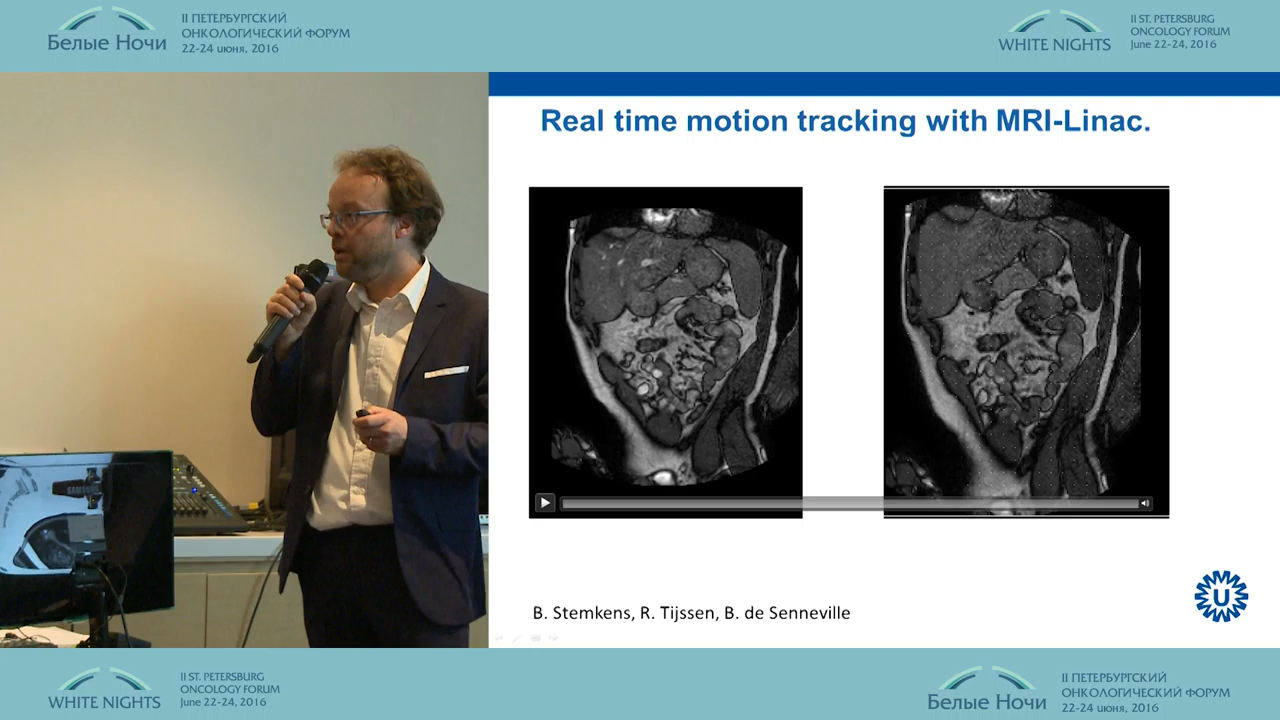 Белые Ночи
II ПЕТЕРБУРГСКИЙ
ОНКОЛОГИЧЕСКИЙ ФОРУМ
22-24 июня, 2016
WHITE NIGHTS
II ST. PETERSBURG
ONCOLOGY FORUM
June 22-24, 2016
Real time motion tracking with MRI-Linac.
B. Stemkens, R. Tijssen, B. de Senneville
U
WHITE NIGHTS
II ST. PETERSBURG
ONCOLOGY FORUM
June 22-24, 2016
Белые Ночи
II ПЕТЕРБУРГСКИЙ
ОНКОЛОГИЧЕСКИЙ ФОРУМ
22-24 июня, 2016